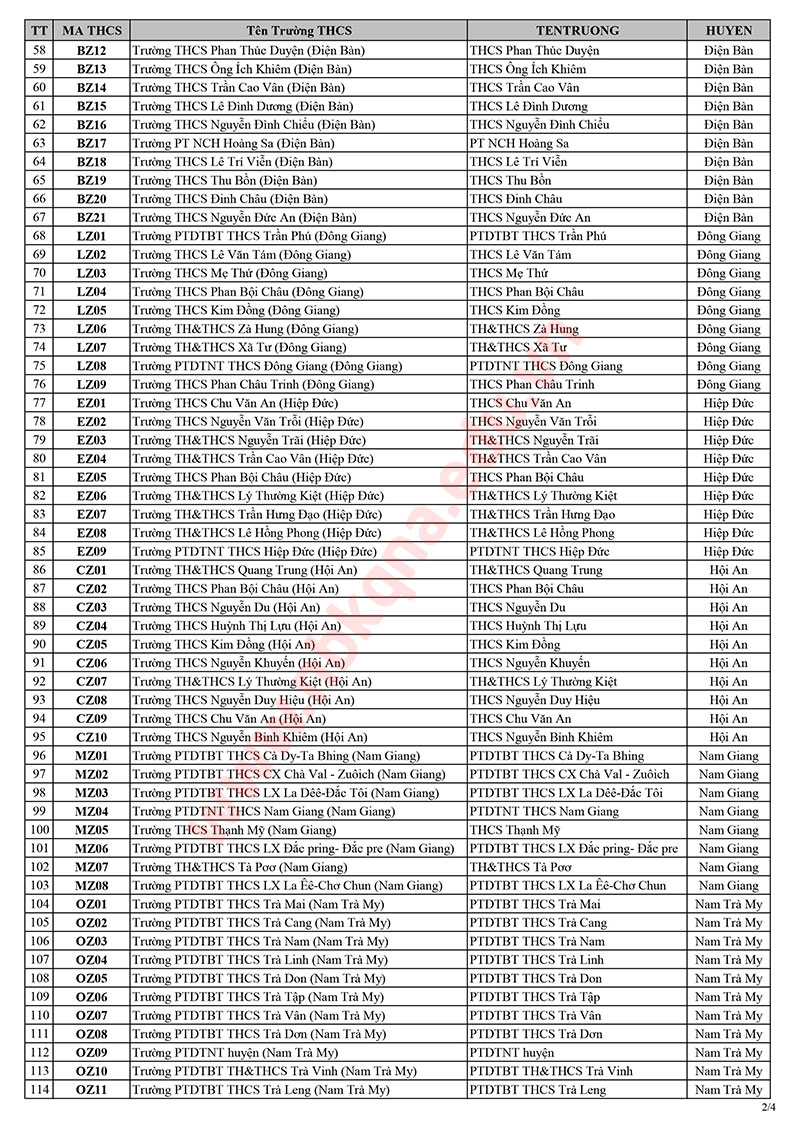 TT MA THCS Tên Trường THCS TENTRUONG HUYEN
58 BZ12 Trường THCS Phan Thúc Duyện (Điện Bàn) THCS Phan Thúc Duyện Điện Bàn
59 BZ13 Trường THCS Ông Ích Khiêm (Điện Bàn) THCS Ông Ích Khiêm Điện Bàn
60 BZ14 Trường THCS Trần Cao Vân (Điện Bàn) THCS Trần Cao Vân Điện Bàn
61 BZ15 Trường THCS Lê Đình Dương (Điện Bàn) THCS Lê Đình Dương Điện Bàn
62 BZ16 Trường THCS Nguyễn Đình Chiểu (Điện Bàn) THCS Nguyễn Đình Chiểu Điện Bàn
63 BZ17 Trường PT NCH Hoàng Sa (Điện Bàn) PT NCH Hoàng Sa Điện Bàn
64 BZ18 Trường THCS Lê Trí Viễn (Điện Bàn) THCS Lê Trí Viễn Điện Bàn
65 BZ19 Trường THCS Thu Bồn (Điện Bàn) THCS Thu Bồn Điện Bàn
66 BZ20 Trường THCS Đinh Châu (Điện Bàn) THCS Đinh Châu Điện Bàn
67 BZ21 Trường THCS Nguyễn Đức An (Điện Bàn) THCS Nguyễn Đức An Điện Bàn
68 LZ01 Trường PTDTBT THCS Trần Phú (Đông Giang) PTDTBT THCS Trần Phú Đông Giang
69 LZ02 Trường THCS Lê Văn Tám (Đông Giang) THCS Lê Văn Tám Đông Giang
70 LZ03 Trường THCS Mẹ Thứ (Đông Giang) THCS Mẹ Thứ Đông Giang
71 LZ04 Trường THCS Phan Bội Châu (Đông Giang) THCS Phan Bội Châu Đông Giang
72 LZ05 Trường THCS Kim Đồng (Đông Giang) THCS Kim Đồng Đông Giang
73 LZ06 Trường TH&THCS Zà Hung (Đông Giang) TH&THCS Zà Hung Đông Giang
74 LZ07 Trường TH&THCS Xã Tư (Đông Giang) TH&THCS Xã Tư Đông Giang
75 LZ08 Trường PTDTNT THCS Đông Giang (Đông Giang) PTDTNT THCS Đông Giang Đông Giang
76 LZ09 Trường THCS Phan Châu Trinh (Đông Giang) THCS Phan Châu Trinh Đông Giang
77 EZ01 Trường THCS Chu Văn An (Hiệp Đức) THCS Chu Văn An Hiệp Đức
78 EZ02 Trường THCS Nguyễn Văn Trỗi (Hiệp Đức) THCS Nguyễn Văn Trỗi Hiệp Đức
79 EZ03 Trường TH&THCS Nguyễn Trãi (Hiệp Đức) TH&THCS Nguyễn Trãi Hiệp Đức
80 EZ04 Trường TH&THCS Trần Cao Vân (Hiệp Đức) TH&THCS Trần Cao Vân Hiệp Đức
81 EZ05 Trường THCS Phan Bội Châu (Hiệp Đức) THCS Phan Bội Châu Hiệp Đức
82 EZ06 Trường TH&THCS Lý Thường Kiệt (Hiệp Đức) TH&THCS Lý Thường Kiệt Hiệp Đức
83 EZ07 Trường TH&THCS Trần Hưng Đạo (Hiệp Đức) TH&THCS Trần Hưng Đạo Hiệp Đức
84 EZ08 Trường TH&THCS Lê Hồng Phong (Hiệp Đức) TH&THCS Lê Hồng Phong Hiệp Đức
85 EZ09 Trường PTDTNT THCS Hiệp Đức (Hiệp Đức) PTDTNT THCS Hiệp Đức Hiệp Đức
86 CZ01 Trường TH&THCS Quang Trung (Hội An) TH&THCS Quang Trung Hội An
87 CZ02 Trường THCS Phan Bội Châu (Hội An) THCS Phan Bội Châu Hội An
88 CZ03 Trường THCS Nguyễn Du (Hội An) THCS Nguyễn Du Hội An
89 CZ04 Trường THCS Huỳnh Thị Lựu (Hội An) THCS Huỳnh Thị Lựu Hội An
90 CZ05 Trường THCS Kim Đồng (Hội An) THCS Kim Đồng Hội An
91 CZ06 Trường THCS Nguyễn Khuyến (Hội An) THCS Nguyễn Khuyến Hội An
92 CZ07 Trường TH&THCS Lý Thường Kiệt (Hội An) TH&THCS Lý Thường Kiệt Hội An
93 CZ08 Trường THCS Nguyễn Duy Hiệu (Hội An) THCS Nguyễn Duy Hiệu Hội An
94 CZ09 Trường THCS Chu Văn An (Hội An) THCS Chu Văn An Hội An
95 CZ10 Trường THCS Nguyễn Bỉnh Khiêm (Hội An) THCS Nguyễn Bỉnh Khiêm Hội An
96 MZ01 Trường PTDTBT THCS Cà Dy-Ta Bhing (Nam Giang) PTDTBT THCS Cà Dy-Ta Bhing Nam Giang
97 MZ02 Trường PTDTBT THCS CX Chà Val - Zuôich (Nam Giang) PTDTBT THCS CX Chà Val - Zuôich Nam Giang
98 MZ03 Trường PTDTBT THCS LX La Dêê-Đắc Tôi (Nam Giang) PTDTBT THCS LX La Dêê-Đắc Tôi Nam Giang
99 MZ04 Trường PTDTNT THCS Nam Giang (Nam Giang) PTDTNT THCS Nam Giang Nam Giang
100 MZ05 Trường THCS Thạnh Mỹ (Nam Giang) THCS Thạnh Mỹ Nam Giang
101 MZ06 Trường PTDTBT THCS LX Đắc pring- Đắc pre (Nam Giang) PTDTBT THCS LX Đắc pring- Đắc pre Nam Giang
102 MZ07 Trường TH&THCS Tà Pơơ (Nam Giang) TH&THCS Tà Pơơ Nam Giang
103 MZ08 Trường PTDTBT THCS LX La Êê-Chơ Chun (Nam Giang) PTDTBT THCS LX La Êê-Chơ Chun Nam Giang
104 OZ01 Trường PTDTBT THCS Trà Mai (Nam Trà My) PTDTBT THCS Trà Mai Nam Trà My
105 OZ02 Trường PTDTBT THCS Trà Cang (Nam Trà My) PTDTBT THCS Trà Cang Nam Trà My
106 OZ03 Trường PTDTBT THCS Trà Nam (Nam Trà My) PTDTBT THCS Trà Nam Nam Trà My
107 OZ04 Trường PTDTBT THCS Trà Linh (Nam Trà My) PTDTBT THCS Trà Linh Nam Trà My
108 OZ05 Trường PTDTBT THCS Trà Don (Nam Trà My) PTDTBT THCS Trà Don Nam Trà My
109 OZ06 Trường PTDTBT THCS Trà Tập (Nam Trà My) PTDTBT THCS Trà Tập Nam Trà My
110 OZ07 Trường PTDTBT THCS Trà Vân (Nam Trà My) PTDTBT THCS Trà Vân Nam Trà My
111 OZ08 Trường PTDTBT THCS Trà Dơn (Nam Trà My) PTDTBT THCS Trà Dơn Nam Trà My
112 OZ09 Trường PTDTNT huyện (Nam Trà My) PTDTNT huyện Nam Trà My
113 OZ10 Trường PTDTBT TH&THCS Trà Vinh (Nam Trà My) PTDTBT TH&THCS Trà Vinh Nam Trà My
114 OZ11 Trường PTDTBT THCS Trà Leng (Nam Trà My) PTDTBT THCS Trà Leng Nam Trà My
2/4